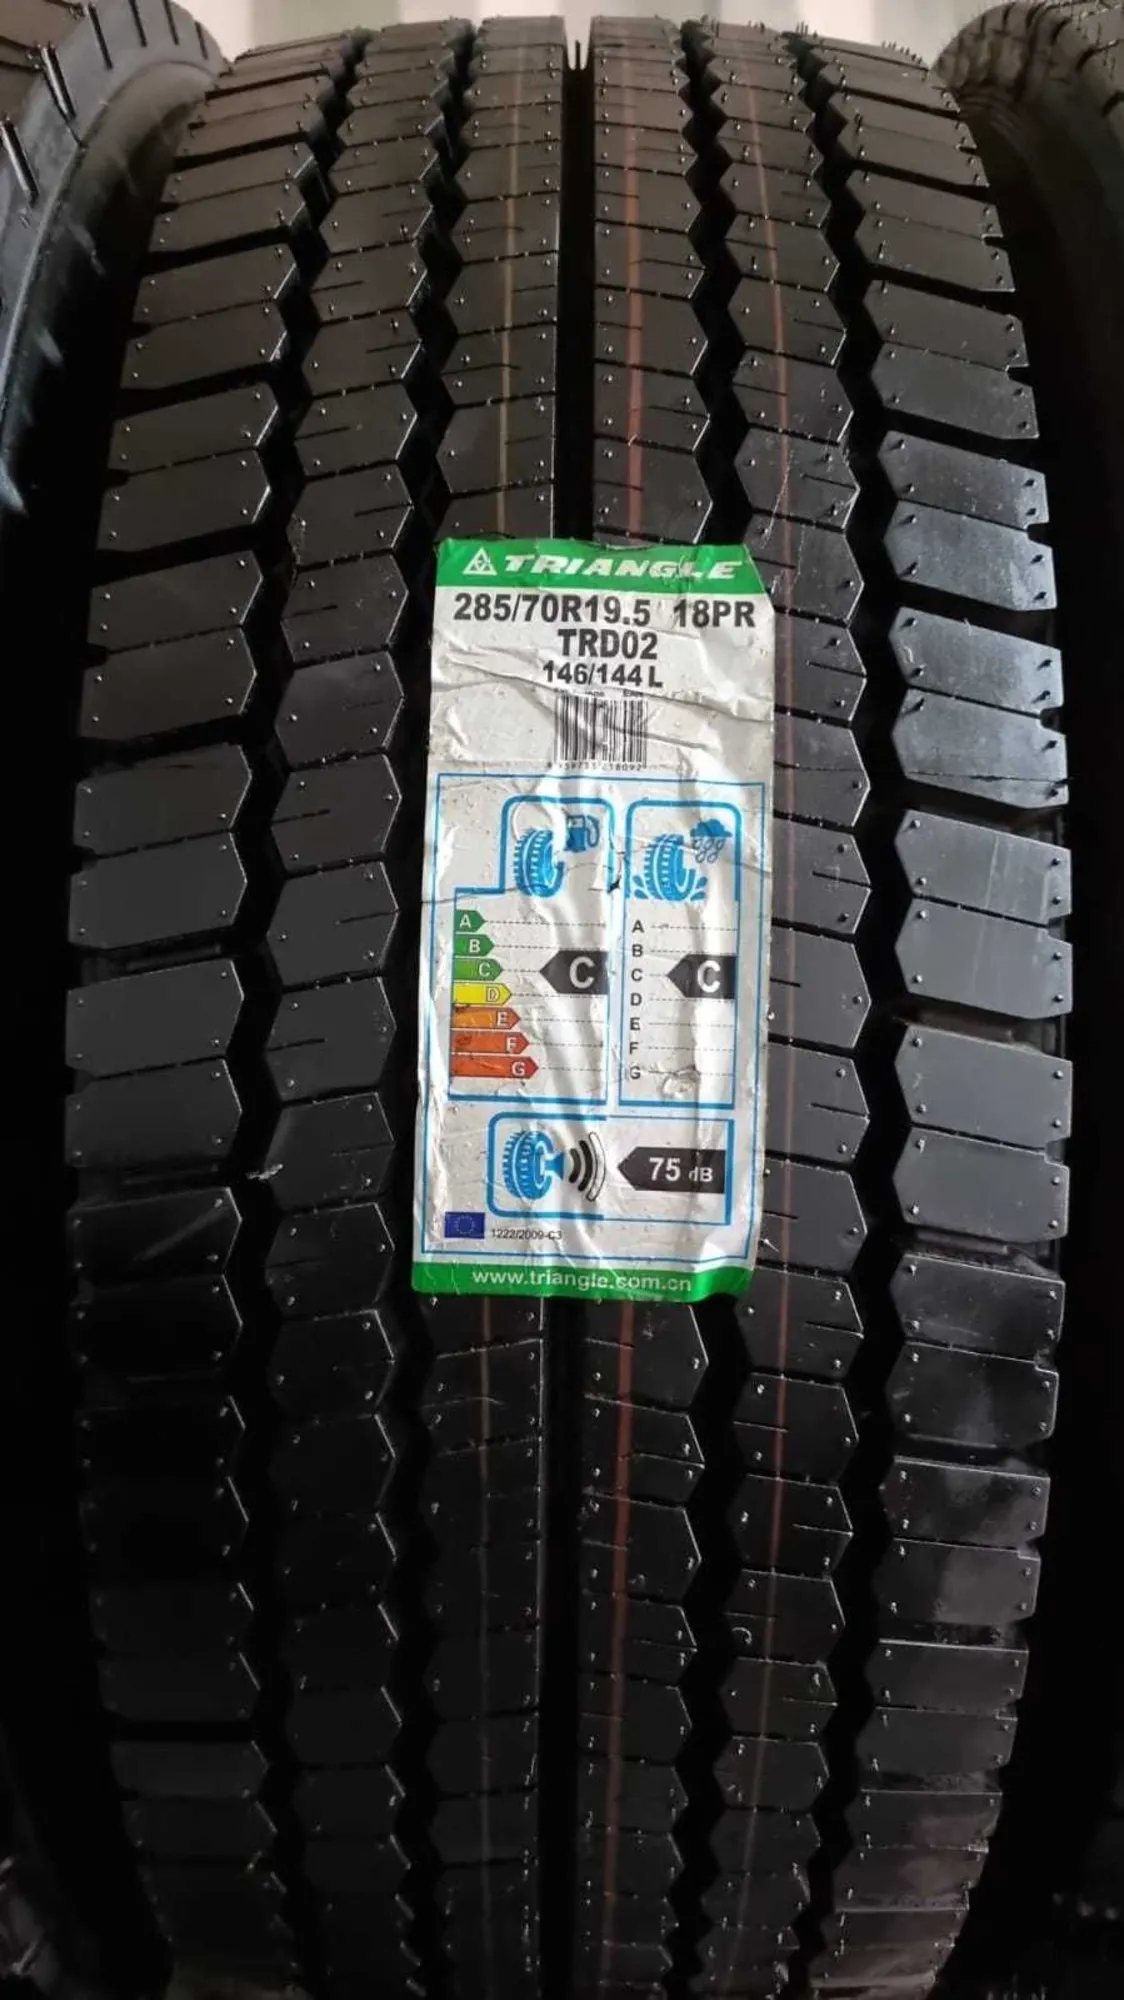 TRIANGLE
285/70R19.5 18PR
TRD02
146/144 L
A
B
C
D
E
F
G
C
A
B
C
D
E
F
G
C
75 dB
1222/2009-C3
www.triangle.com.cn